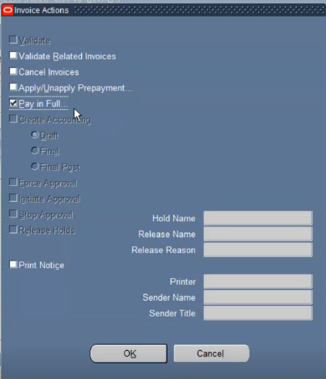 Invoice Actions
Validate
Validate Related Invoices
Cancel Invoices
Apply/Unapply Prepayment...
Pay in Full...
Create Accounting
Draft
Final
Final Post
Force Approval
Initiate Approval
Stop Approval
Release Holds
Hold Name
Release Name
Release Reason
Print Notice
Printer
Sender Name
Sender Title
OK
Cancel